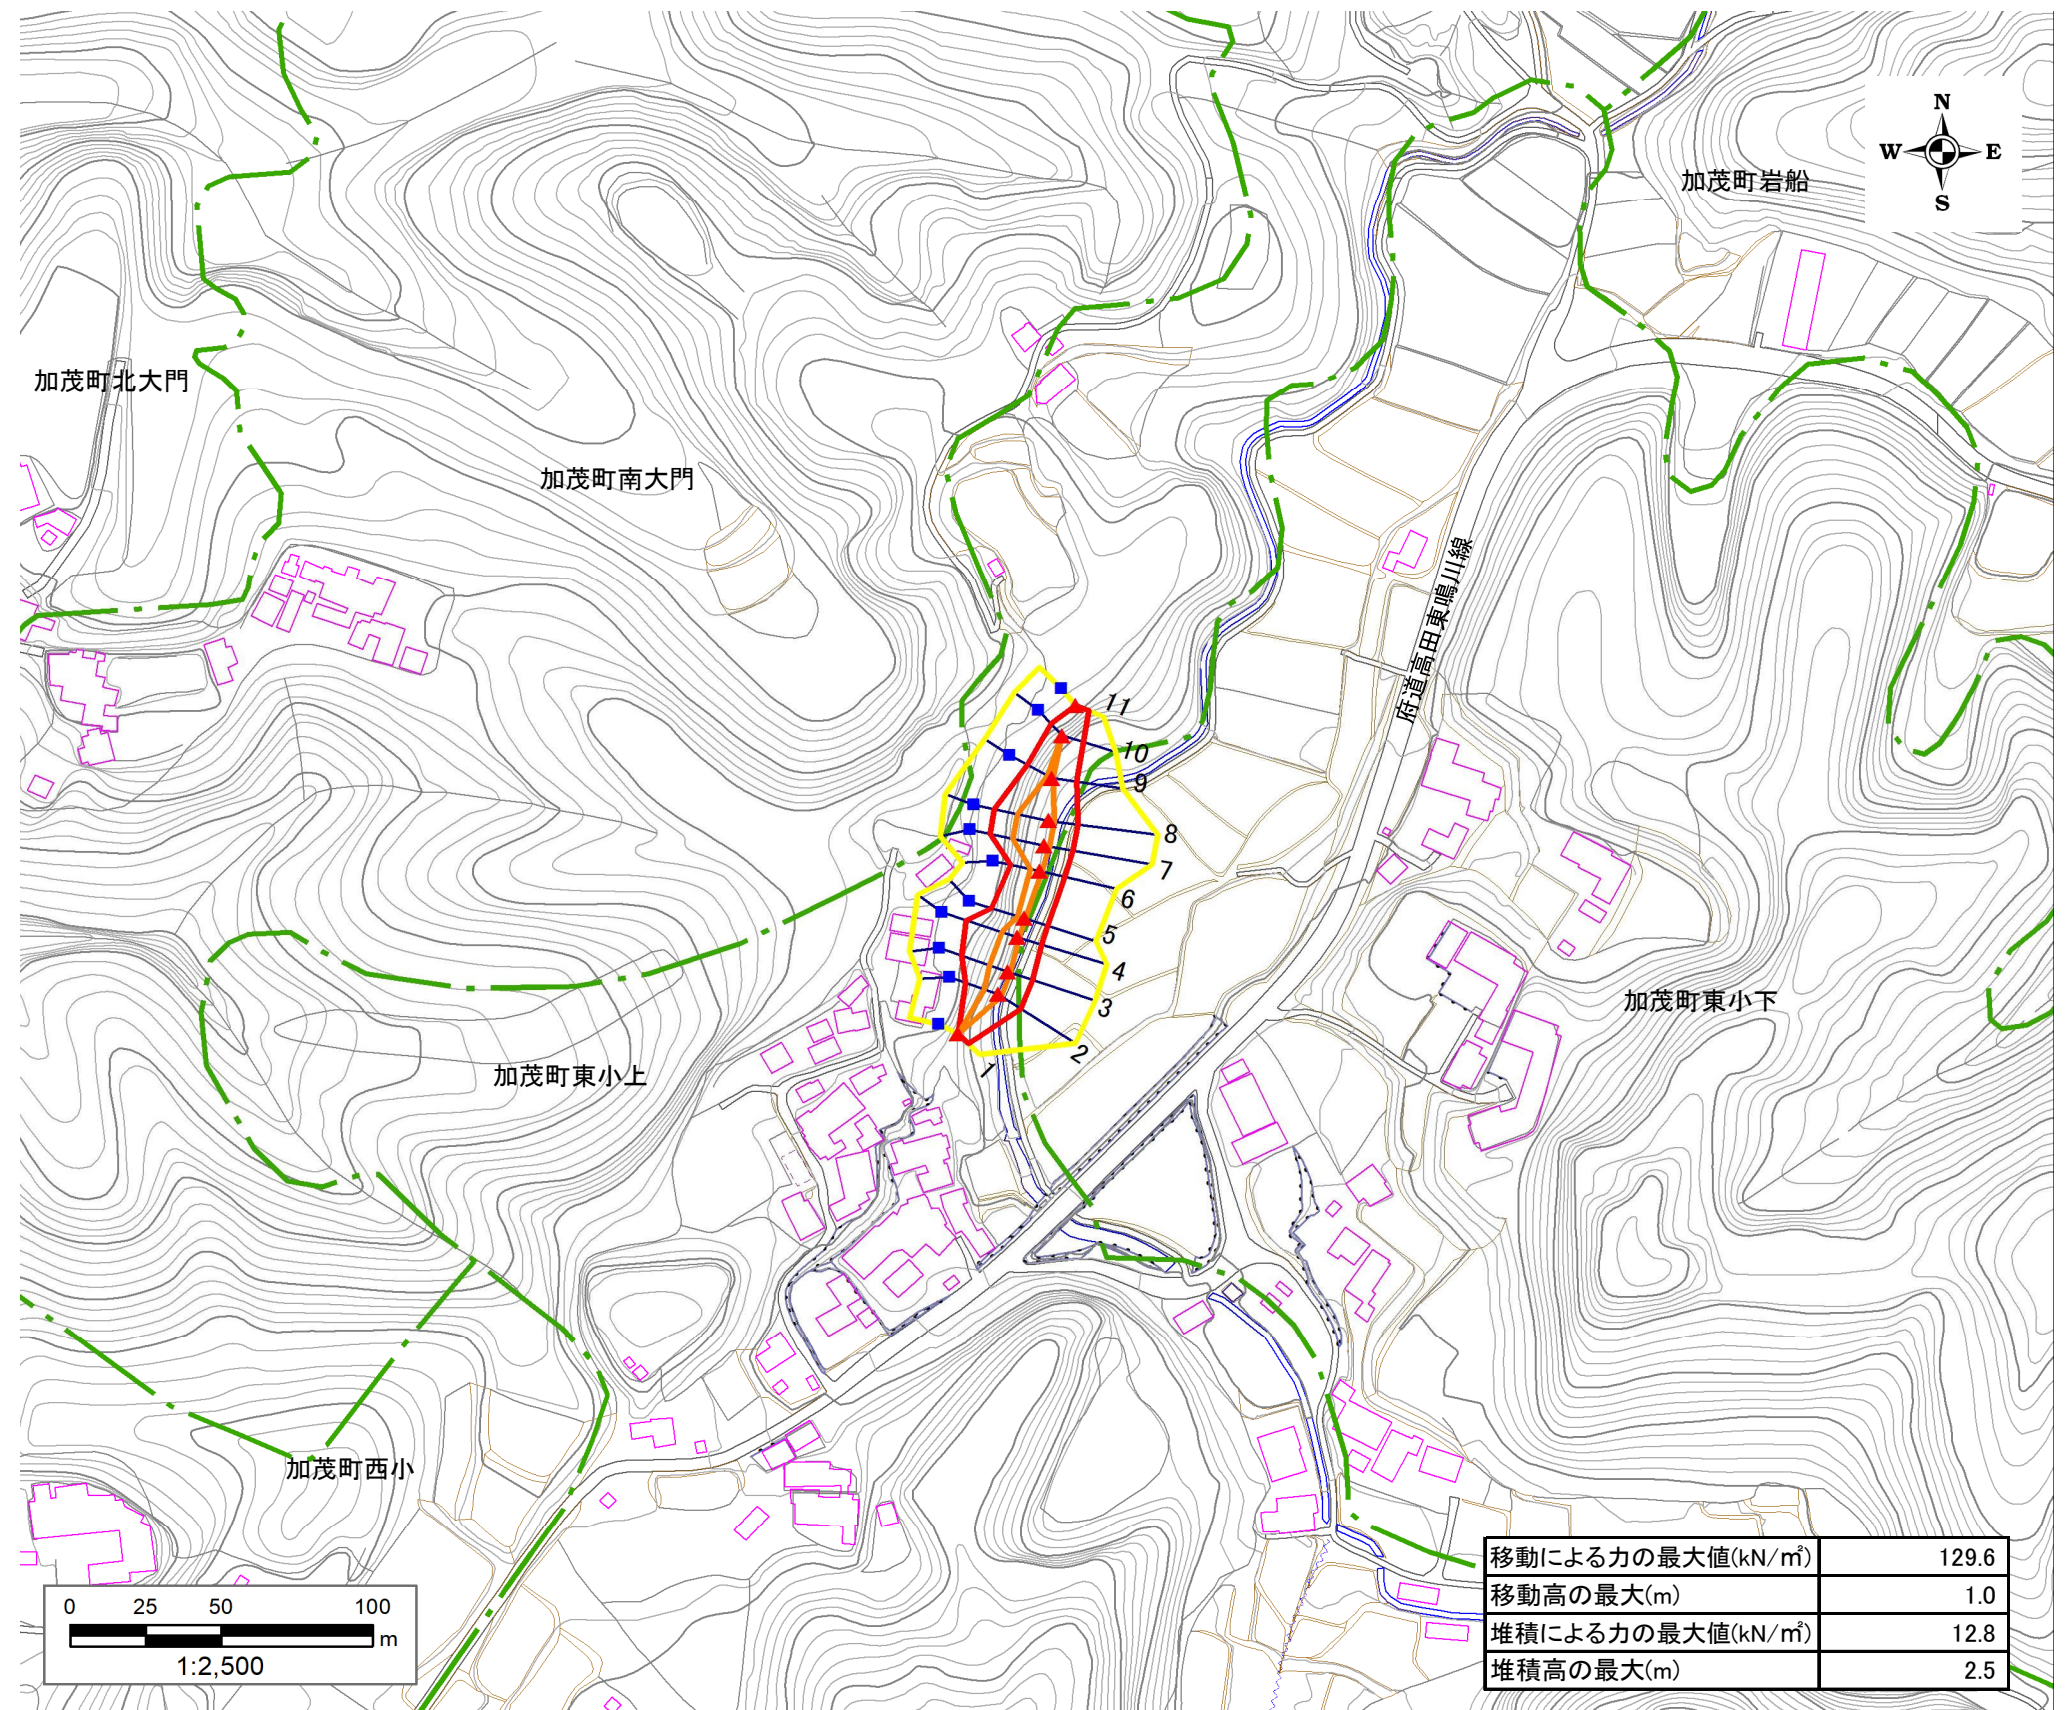 N
W E
S
加茂町岩船
加茂町北大門
加茂町南大門
府道高田東鳴川線
11
10
9
8
7
6
5
4
3
2
1
加茂町東小下
加茂町東小上
加茂町西小
0 25 50 100
m
1:2,500
移動による力の最大値(kN/㎡) 129.6
移動高の最大(m) 1.0
堆積による力の最大値(kN/㎡) 12.8
堆積高の最大(m) 2.5